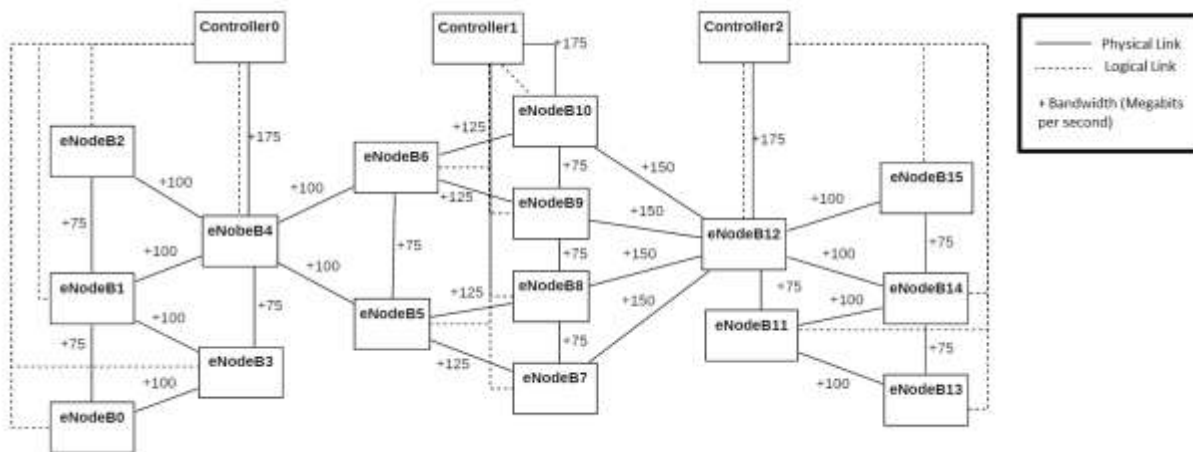 Controller0
Controller1
Controller2
+175
Physical Link
Logical Link
+ Bandwidth (Megabits
per second)
eNodeB10
eNodeB2
+175
+125
+175
eNodeB6
+75
eNodeB15
+100
+100
+125
+150
+100
eNodeB9
eNobeB4
+150
eNodeB12
+75
+75
+75
+75
+100
+150
+100
eNodeB1
eNodeB8
eNodeB14
+100
+125
+150
+75
+100
eNodeB5
eNodeB11
+75
+100
+75
+75
+75
eNodeB3
+125
eNodeB7
+100
+100
eNodeB13
eNodeB0